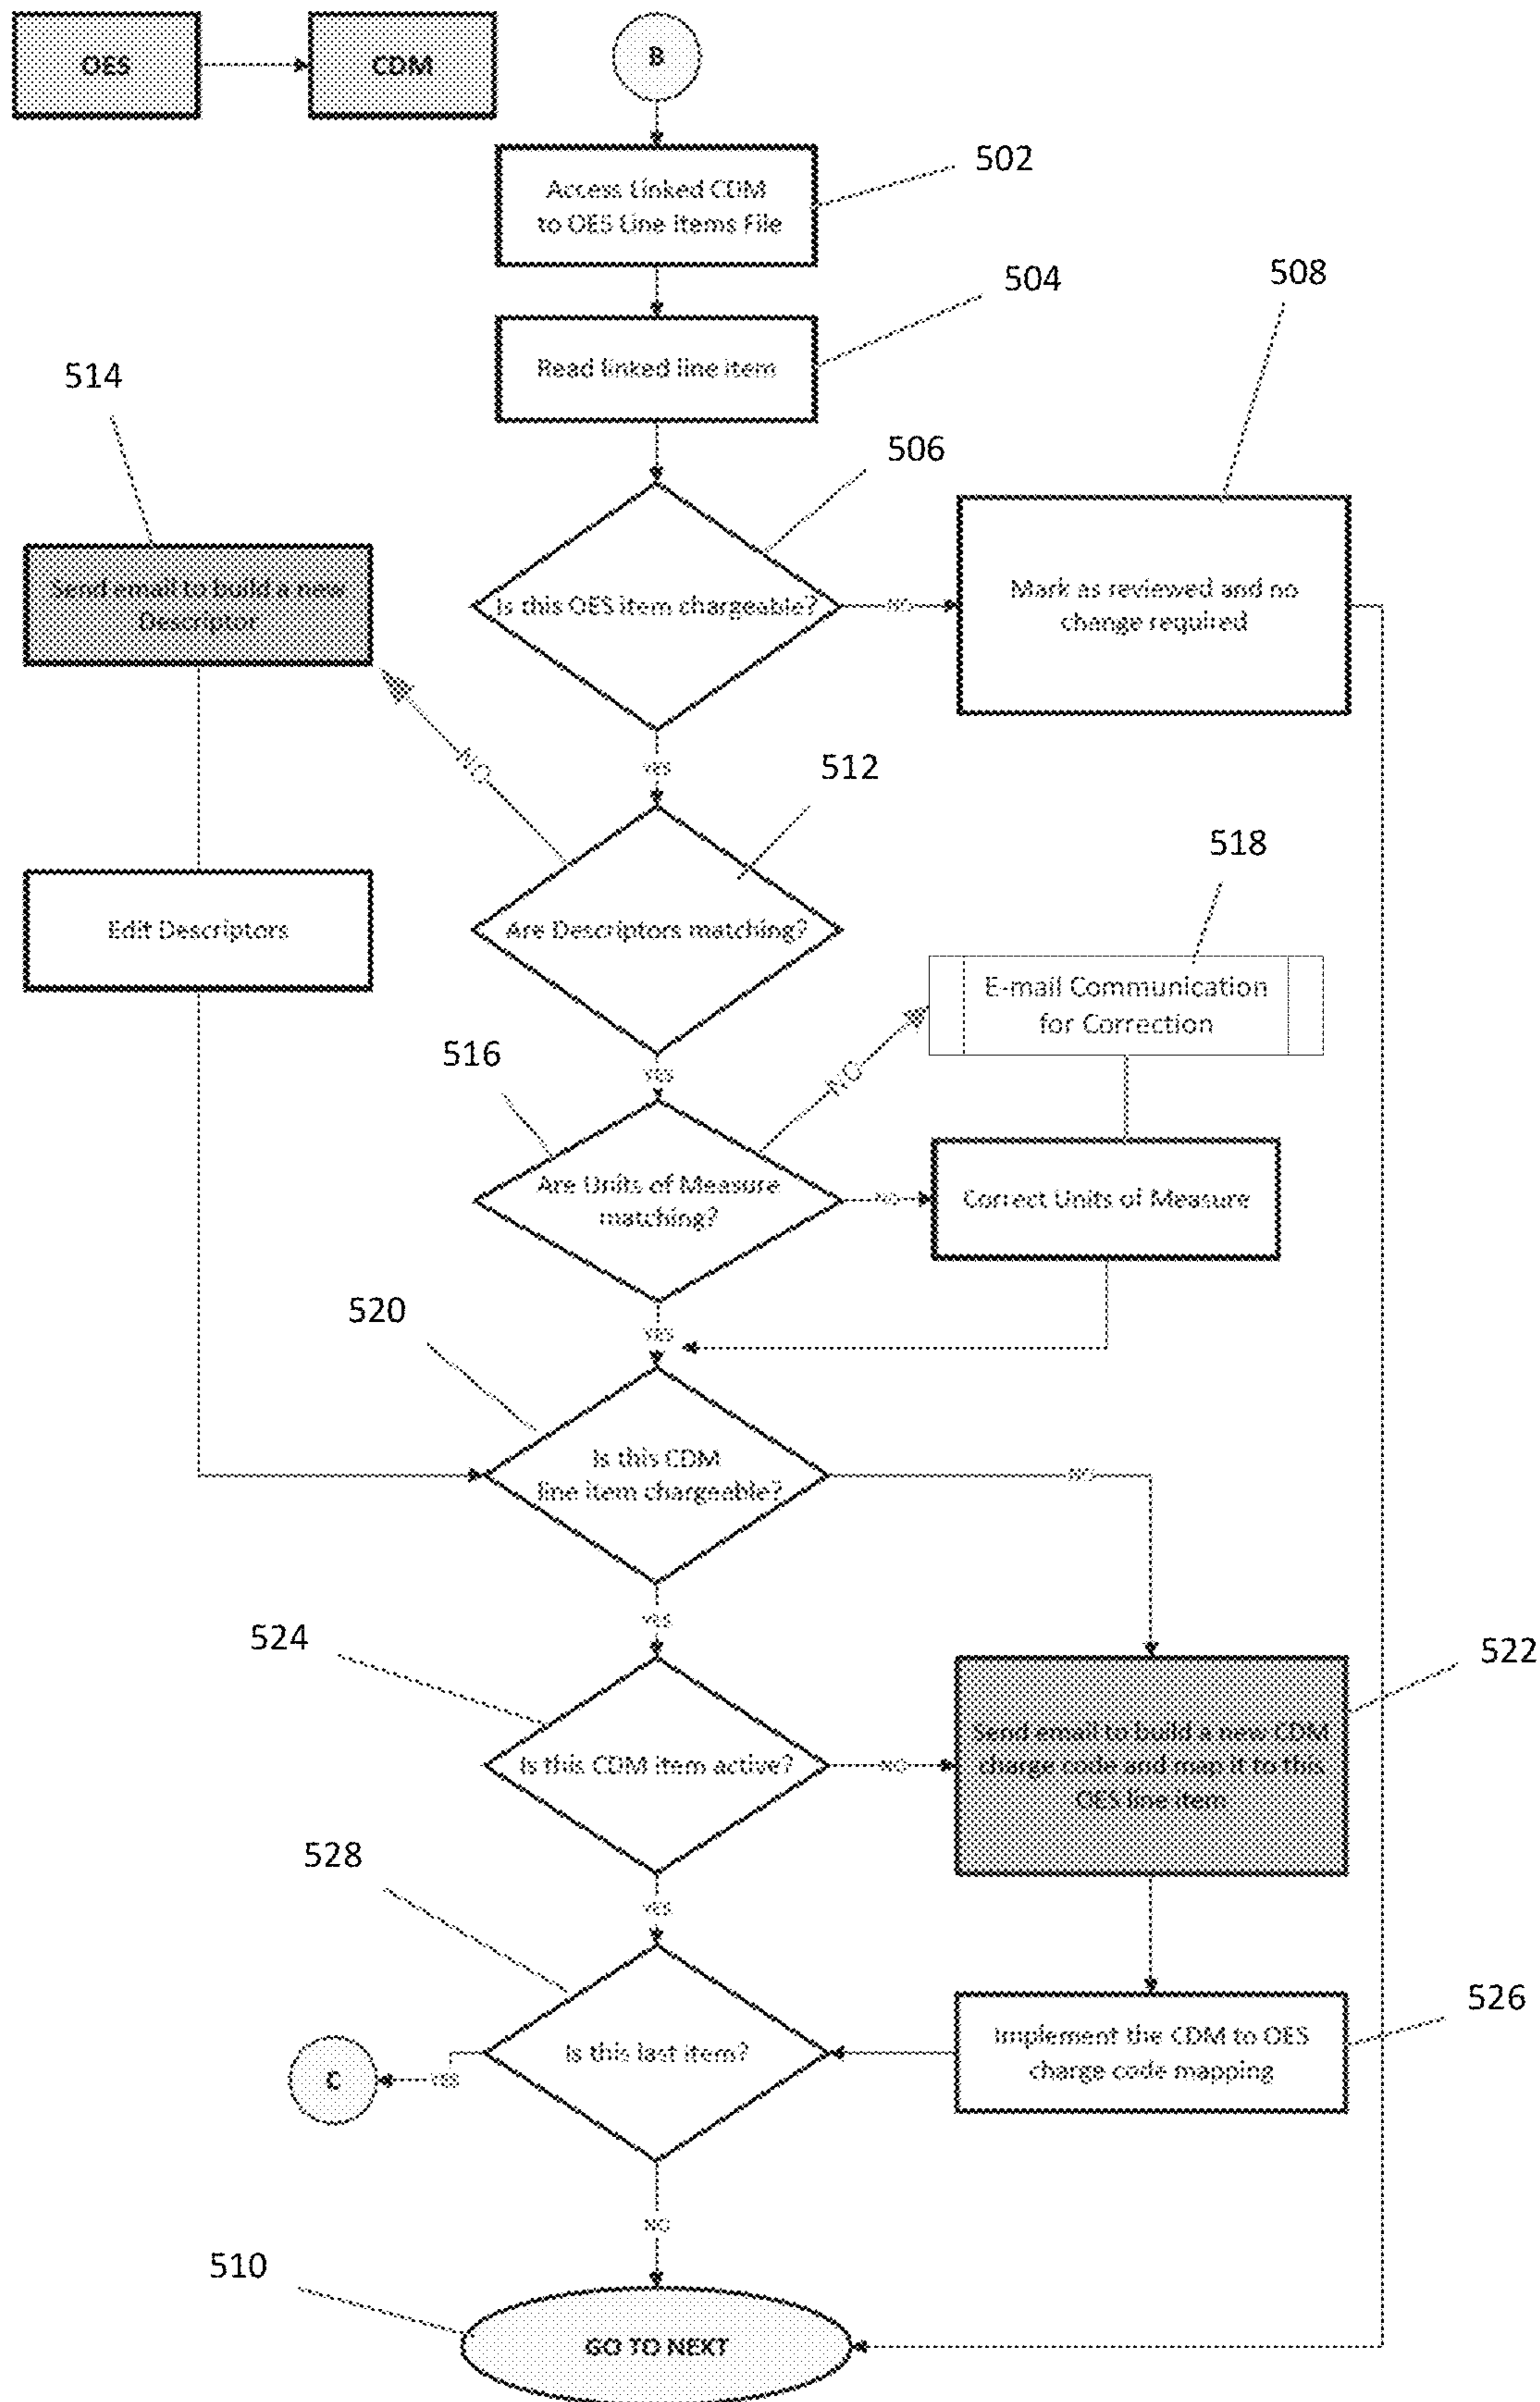 OES
CDM
B
502
Access Linked CDM
to OES Line Items File
504
Read linked line item
508
514
506
Send email to build a new
Descriptor
Is this OES item chargeable?
NO
Mark as reviewed and no
change required
NO
YES
512
518
Edit Descriptors
Are Descriptors matching?
E-mail Communication
for Correction
516
YES
NO
Are Units of Measure
matching?
NO
Correct Units of Measure
520
YES
Is this CDM
line item chargeable?
NO
524
YES
522
Send email to build a new CDM
charge code and map it to this
OES line item
Is this CDM item active?
NO
528
YES
526
Implement the CDM to OES
charge code mapping
Is this last item?
C
YES
NO
510
GO TO NEXT